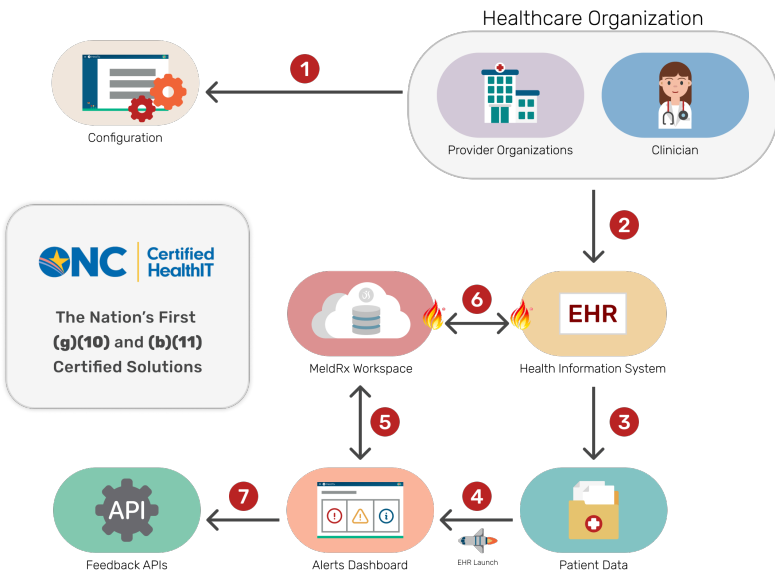 Healthcare Organization
1
Configuration
Provider Organizations
Clinician
2
ONC
Certified
HealthIT
The Nation's First
(g)(10) and (b)(11)
Certified Solutions
6
EHR
MeldRx Workspace
Health Information System
5
3
7
4
API
EHR Launch
Feedback APIs
Alerts Dashboard
Patient Data